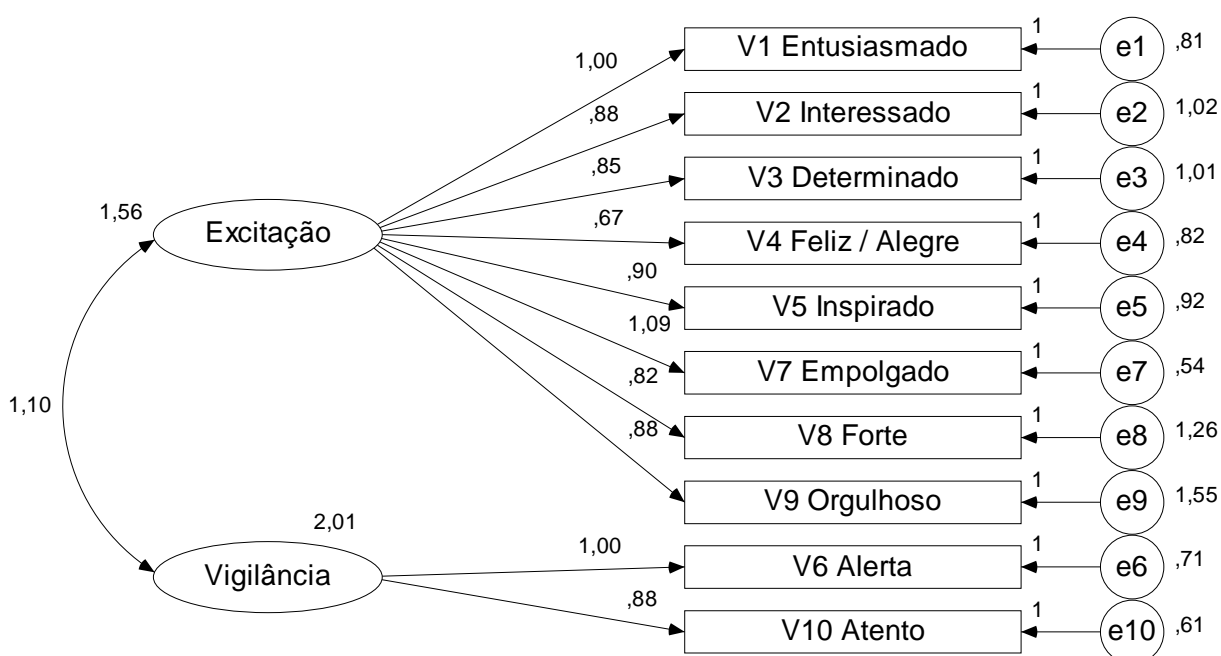 1,00 V1 Entusiasmado 1 e1 ,81
,88 V2 Interessado 1 e2 1,02
,85 V3 Determinado 1 e3 1,01
1,56 Excitação ,67 V4 Feliz / Alegre 1 e4 ,82
,90 V5 Inspirado 1 e5 ,92
1,09 V7 Empolgado 1 e7 ,54
1,10 ,82 V8 Forte 1 e8 1,26
,88 V9 Orgulhoso 1 e9 1,55
2,01 Vigilância 1,00 V6 Alerta 1 e6 ,71
,88 V10 Atento 1 e10 ,61